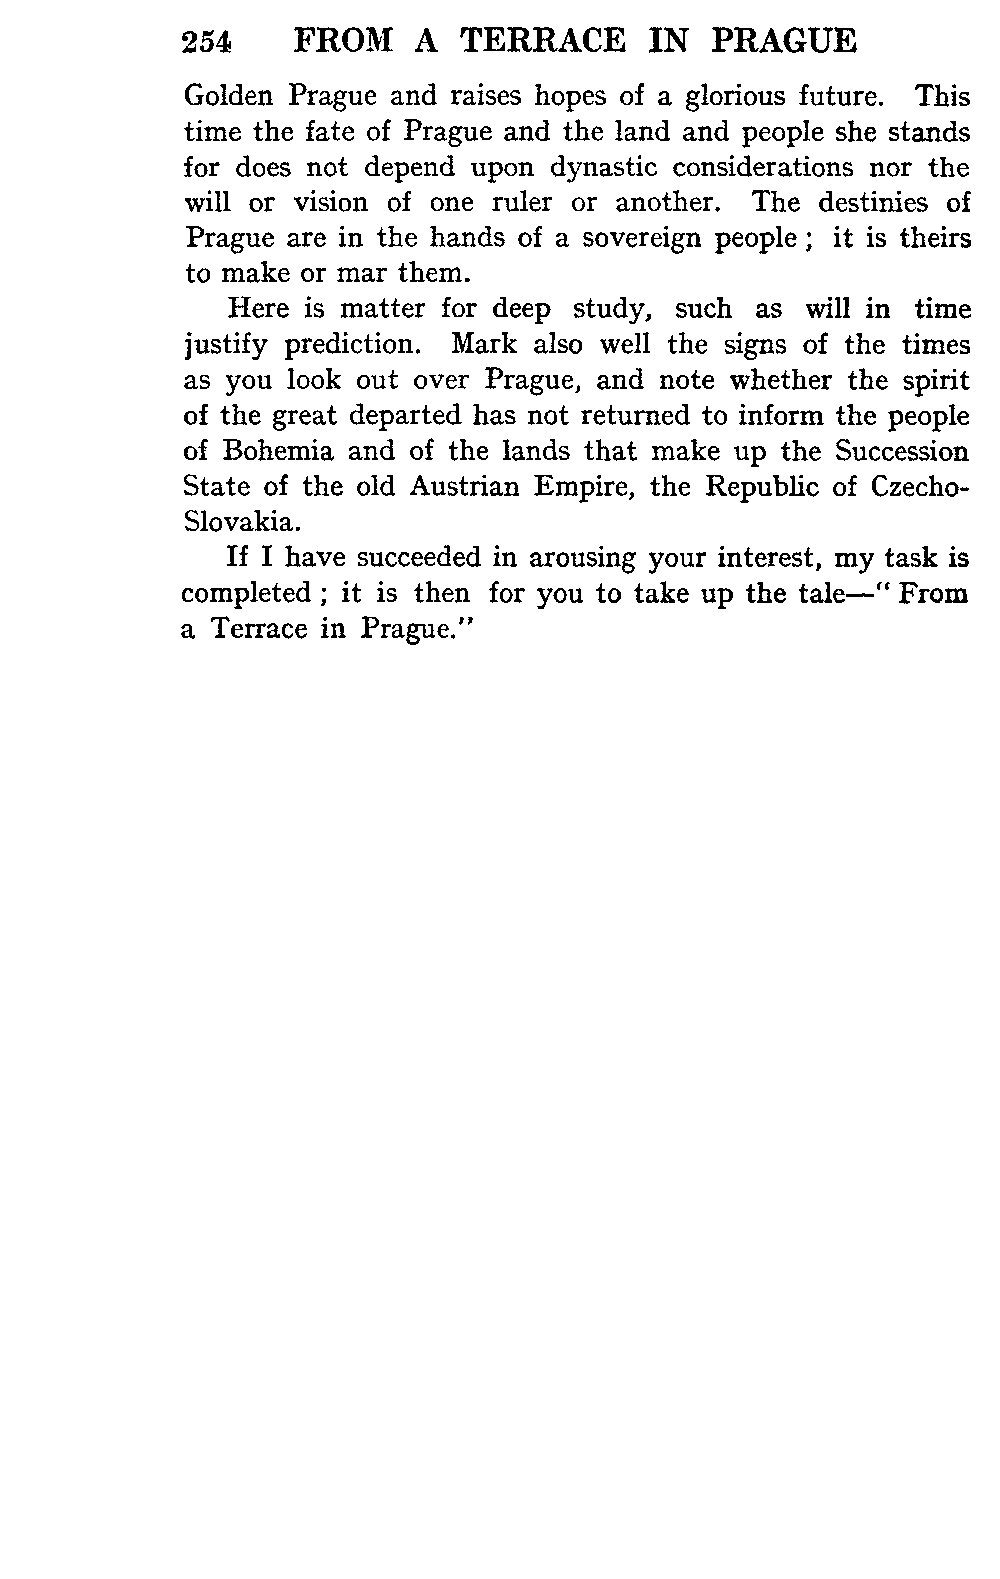 254 FROM A TERRACE IN PRAGUE
Golden Prague and raises hopes of a glorious future. This
time the fate of Prague and the land and people she stands
for does not depend upon dynastic considerations nor the
will or vision of one ruler or another. The destinies of
Prague are in the hands of a sovereign people ; it is theirs
to make or mar them.
Here is matter for deep study, such as will in time
justify prediction. Mark also well the signs of the times
as you look out over Prague, and note whether the spirit
of the great departed has not returned to inform the people
of Bohemia and of the lands that make up the Succession
State of the old Austrian Empire, the Republic of Czecho-
Slovakia.
If I have succeeded in arousing your interest, my task is
completed ; it is then for you to take up the tale—“ From
a Terrace in Prague.”